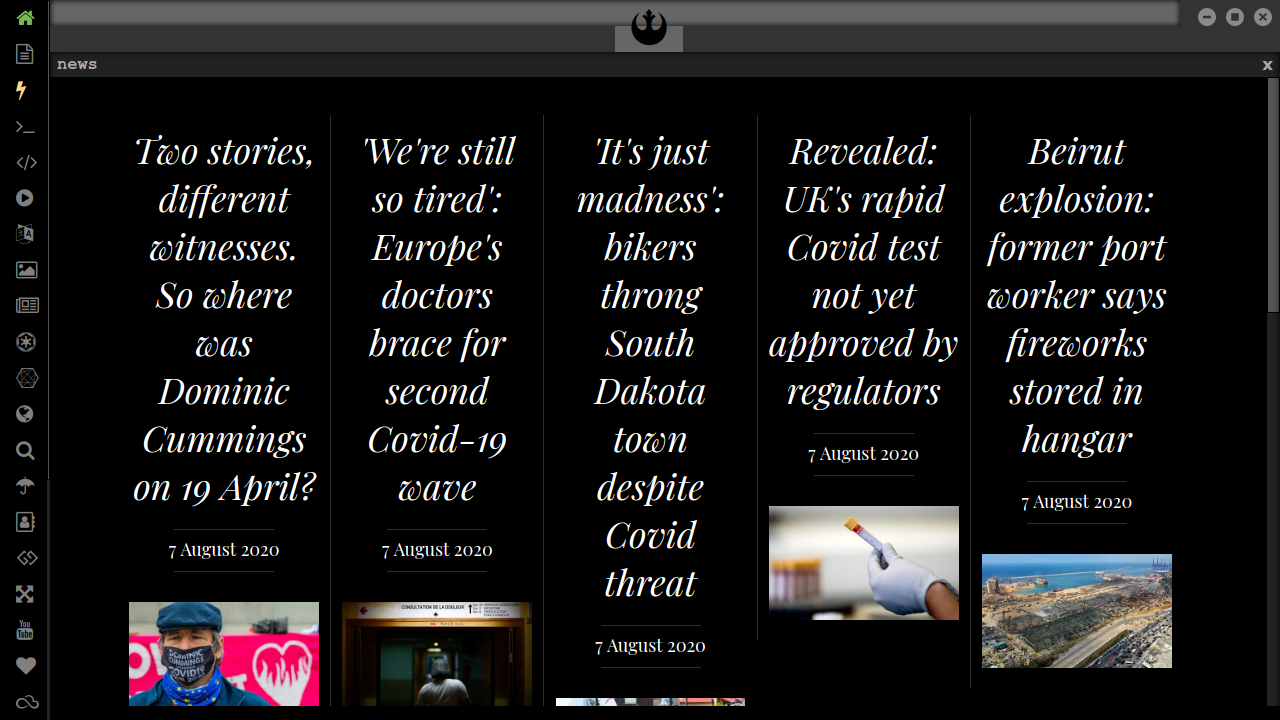 news
x
Two stories,
different
witnesses.
So where
was
Dominic
Cummings
on 19 April?
7 August 2020
DOMINIC
CUMMINGS
COVID19
'We're still
so tired':
Europe's
doctors
brace for
second
Covid-19
wave
7 August 2020
CONSULTATION DE LA DOULEUR
'It's just
madness':
bikers
throng
South
Dakota
town
despite
Covid
threat
7 August 2020
Revealed:
UK's rapid
Covid test
not yet
approved by
regulators
7 August 2020
Beirut
explosion:
former port
worker says
fireworks
stored in
hangar
7 August 2020
You
Tube